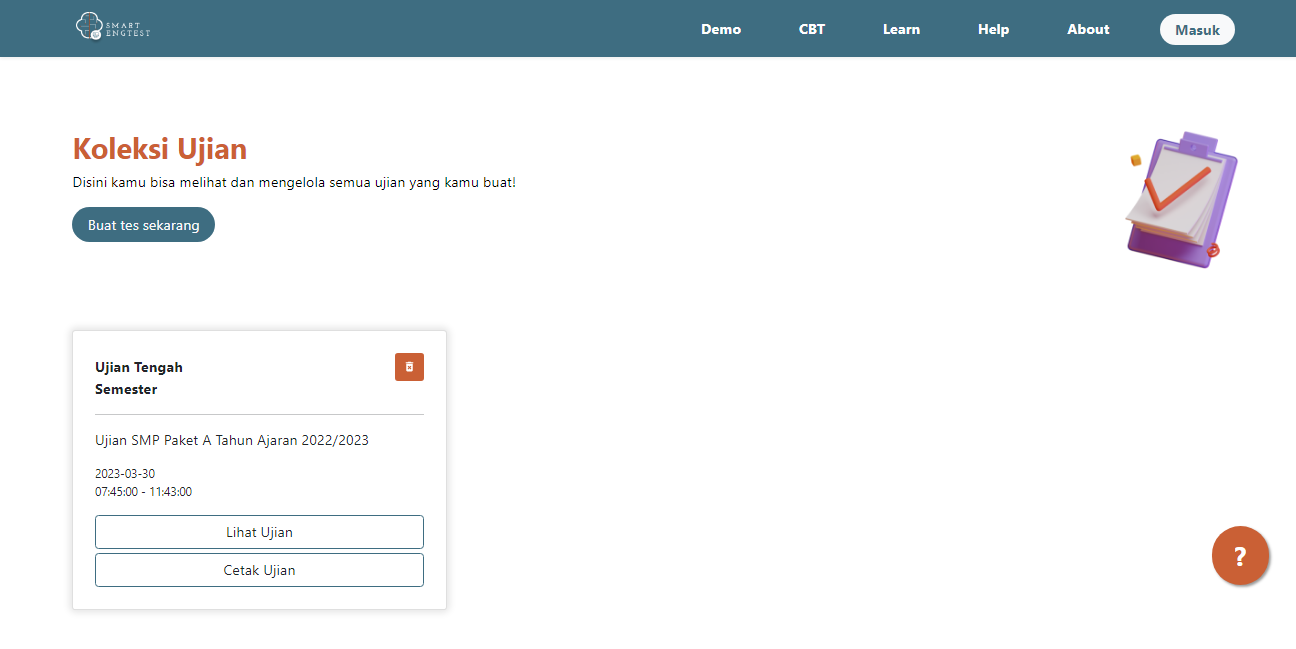 SMART
ENGTEST
Demo
CBT
Learn
Help
About
Masuk
Koleksi Ujian
Disini kamu bisa melihat dan mengelola semua ujian yang kamu buat!
Buat tes sekarang
Ujian Tengah
Semester
Ujian SMP Paket A Tahun Ajaran 2022/2023
2023-03-30
07:45:00 - 11:43:00
Lihat Ujian
Cetak Ujian
?